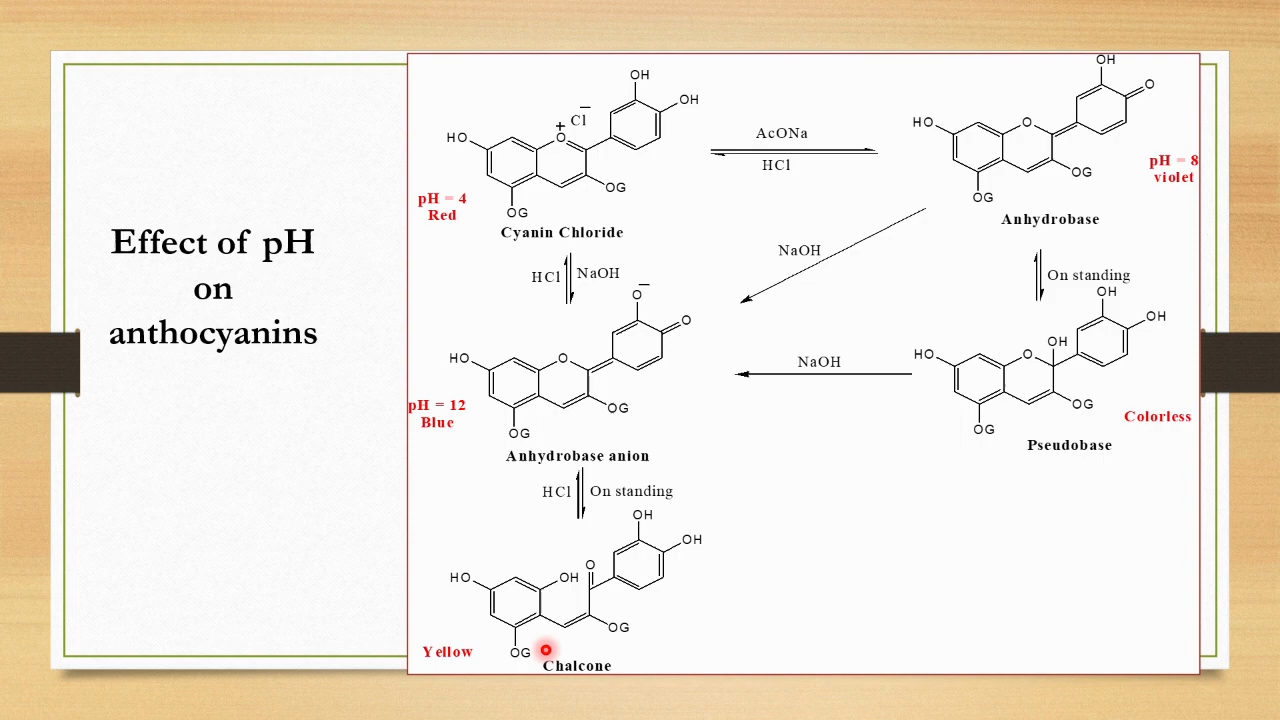 Effect of pH
on
anthocyanins
OH
OH
Cl −
+
O
HO
OG
OG
pH = 4
Red
Cyanin Chloride
AcONa
HCl
OH
O
HO
O
OG
OG
pH = 8
violet
Anhydrobase
HCl NaOH
NaOH
On standing
O−
O
HO
O
OG
OG
pH = 12
Blue
Anhydrobase anion
NaOH
OH
OH
OH
HO
O
OG
OG
Colorless
Pseudobase
HCl On standing
OH
OH
O
HO
OH
OG
OG
Yellow
Chalcone